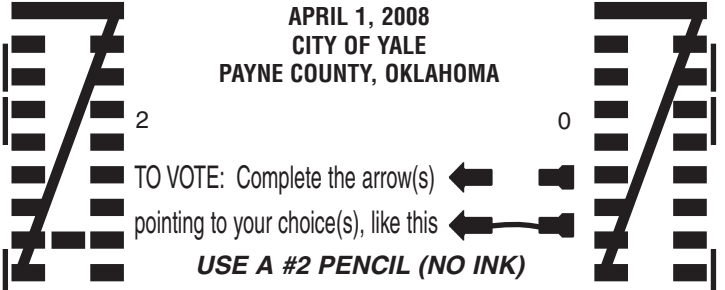 APRIL 1, 2008
CITY OF YALE
PAYNE COUNTY, OKLAHOMA
2 0
TO VOTE: Complete the arrow(s)
pointing to your choice(s), like this
USE A #2 PENCIL (NO INK)